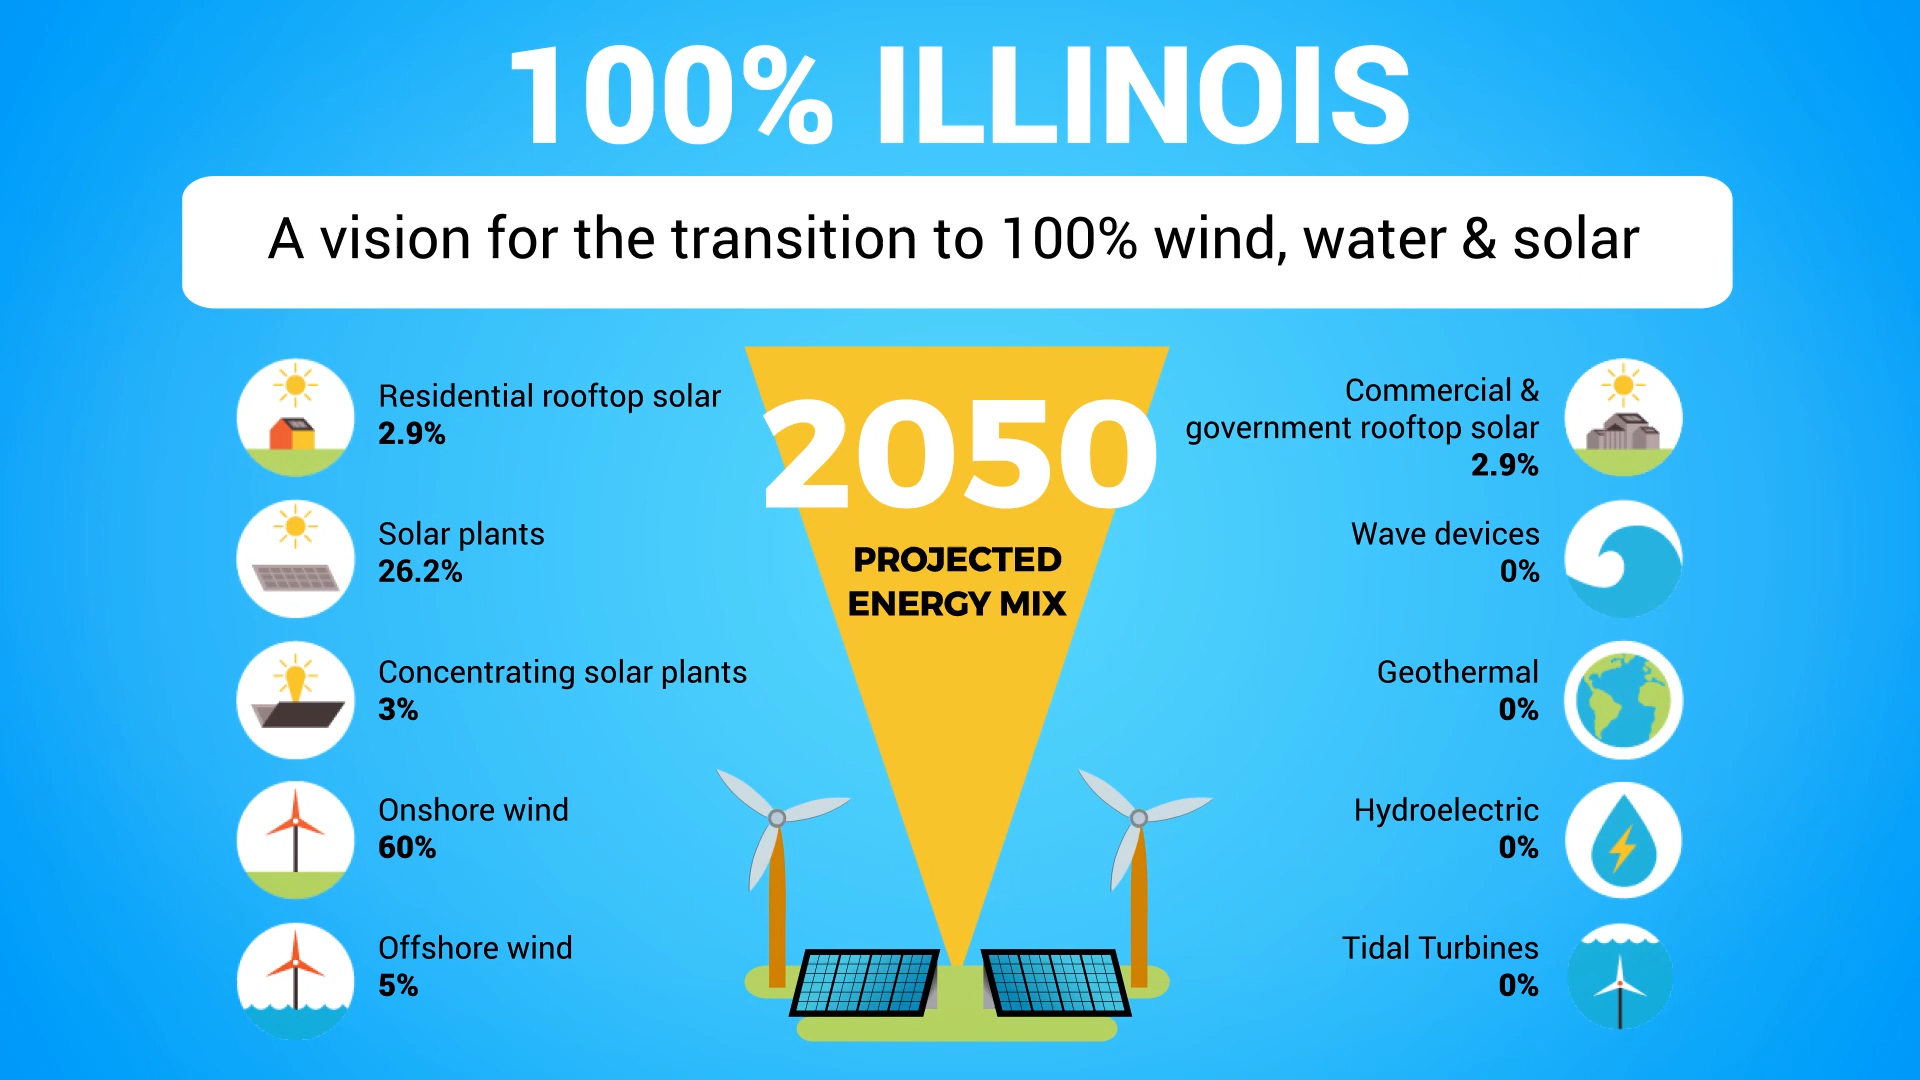 100% ILLINOIS
A vision for the transition to 100% wind, water & solar
Residential rooftop solar
2.9%
Solar plants
26.2%
Concentrating solar plants
3%
Onshore wind
60%
Offshore wind
5%
2050
PROJECTED
ENERGY MIX
Commercial &
government rooftop solar
2.9%
Wave devices
0%
Geothermal
0%
Hydroelectric
0%
Tidal Turbines
0%